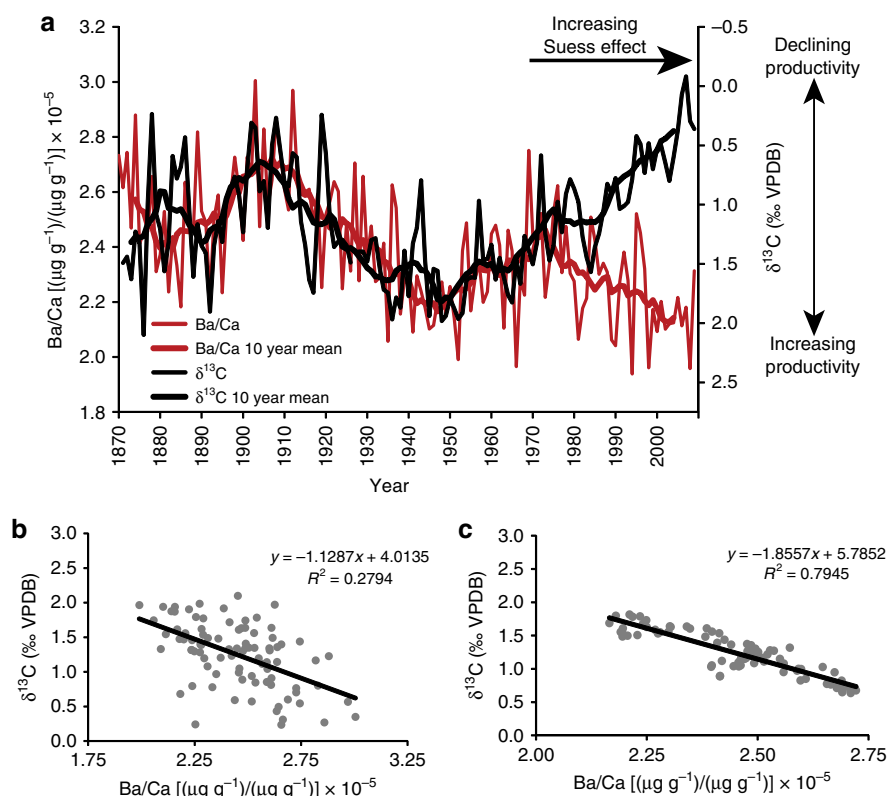 a
Increasing
Suess effect
Declining
productivity
Increasing
productivity
Ba/Ca [(μg g⁻¹)/(μg g⁻¹)] × 10⁻⁵
3.2
3.0
2.8
2.6
2.4
2.2
2.0
1.8
–0.5
–0.0
0.5
1.0
1.5
2.0
2.5
δ¹³C (‰ VPDB)
Ba/Ca
Ba/Ca 10 year mean
δ¹³C
δ¹³C 10 year mean
1870 1880 1890 1900 1910 1920 1930 1940 1950 1960 1970 1980 1990 2000
Year
b
y = –1.1287x + 4.0135
R² = 0.2794
δ¹³C (‰ VPDB)
3.0
2.5
2.0
1.5
1.0
0.5
0.0
1.75 2.25 2.75 3.25
Ba/Ca [(μg g⁻¹)/(μg g⁻¹)] × 10⁻⁵
c
y = –1.8557x + 5.7852
R² = 0.7945
δ¹³C (‰ VPDB)
3.0
2.5
2.0
1.5
1.0
0.5
0.0
2.00 2.25 2.50 2.75
Ba/Ca [(μg g⁻¹)/(μg g⁻¹)] × 10⁻⁵